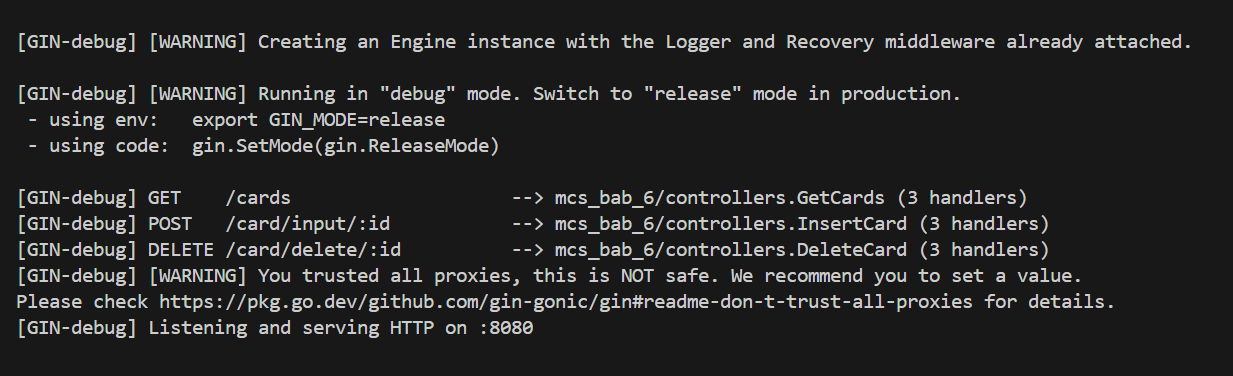 [GIN-debug] [WARNING] Creating an Engine instance with the Logger and Recovery middleware already attached.
[GIN-debug] [WARNING] Running in "debug" mode. Switch to "release" mode in production.
 - using env:   export GIN_MODE=release
 - using code:  gin.SetMode(gin.ReleaseMode)
[GIN-debug] GET    /cards                    --> mcs_bab_6/controllers.GetCards (3 handlers)
[GIN-debug] POST   /card/input/:id           --> mcs_bab_6/controllers.InsertCard (3 handlers)
[GIN-debug] DELETE /card/delete/:id          --> mcs_bab_6/controllers.DeleteCard (3 handlers)
[GIN-debug] [WARNING] You trusted all proxies, this is NOT safe. We recommend you to set a value.
Please check https://pkg.go.dev/github.com/gin-gonic/gin#readme-don-t-trust-all-proxies for details.
[GIN-debug] Listening and serving HTTP on :8080